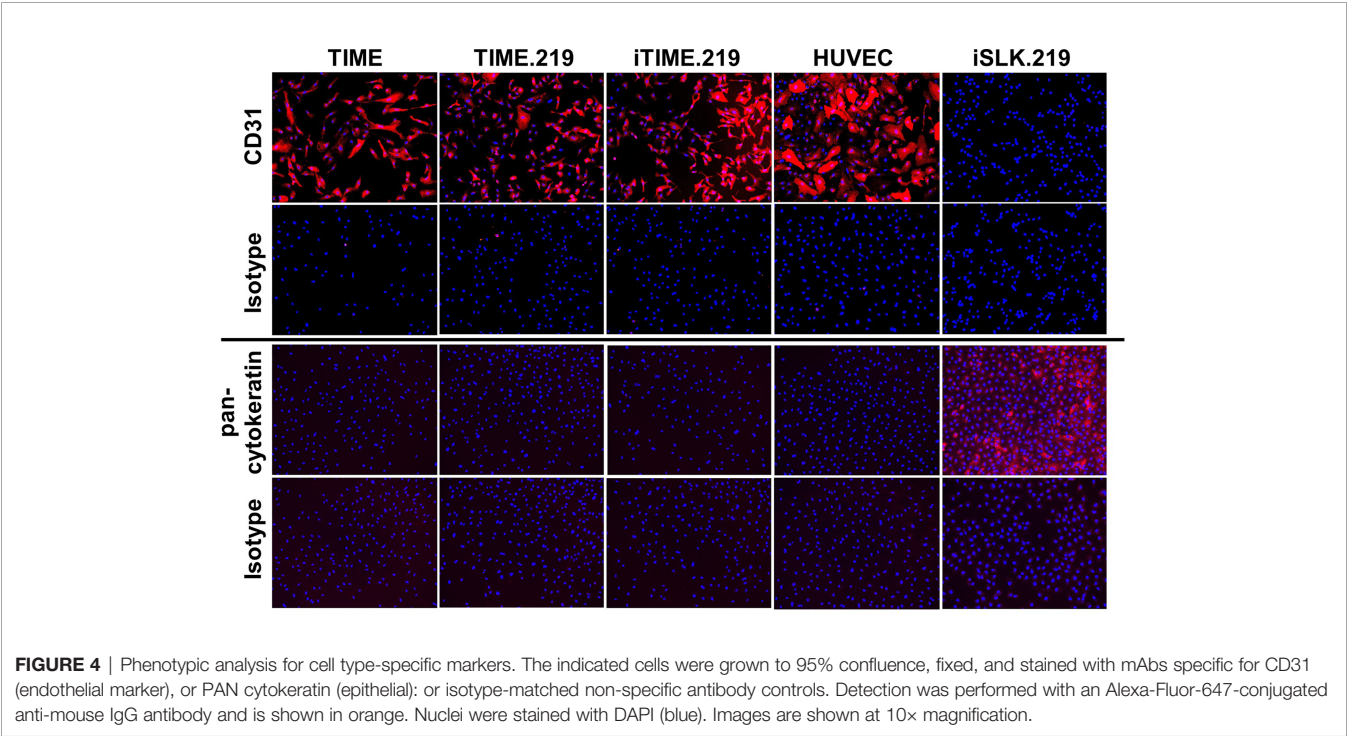 TIME TIME.219 iTIME.219 HUVEC iSLK.219
CD31
Isotype
pan-
cytokeratin
Isotype
FIGURE 4 | Phenotypic analysis for cell type-specific markers. The indicated cells were grown to 95% confluence, fixed, and stained with mAbs specific for CD31
(endothelial marker), or PAN cytokeratin (epithelial): or isotype-matched non-specific antibody controls. Detection was performed with an Alexa-Fluor-647-conjugated
anti-mouse IgG antibody and is shown in orange. Nuclei were stained with DAPI (blue). Images are shown at 10× magnification.